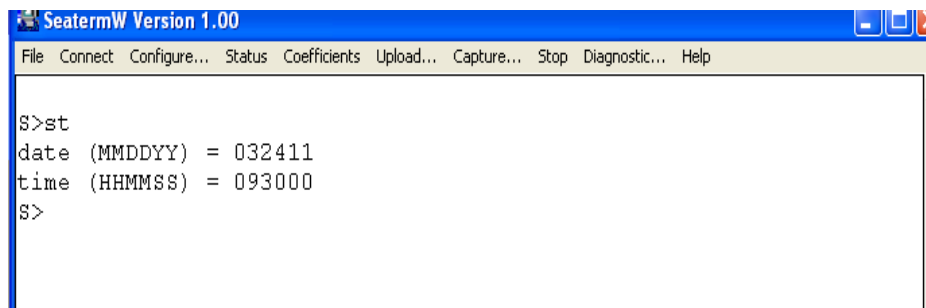 SeatermW Version 1.00
File Connect Configure... Status Coefficients Upload... Capture... Stop Diagnostic... Help
S>st
date (MMDDYY) = 032411
time (HHMMSS) = 093000
S>